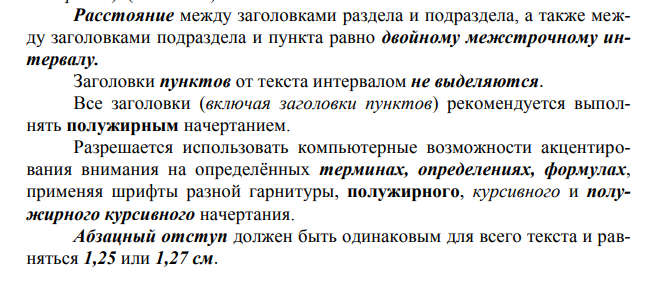 Расстояние между заголовками раздела и подраздела, а также меж-
ду заголовками подраздела и пункта равно двойному межстрочному ин-
тервалу.
Заголовки пунктов от текста интервалом не выделяются.
Все заголовки (включая заголовки пунктов) рекомендуется выпол-
нять полужирным начертанием.
Разрешается использовать компьютерные возможности акцентиро-
вания внимания на определённых терминах, определениях, формулах,
применяя шрифты разной гарнитуры, полужирного, курсивного и полу-
жирного курсивного начертания.
Абзацный отступ должен быть одинаковым для всего текста и рав-
няться 1,25 или 1,27 см.